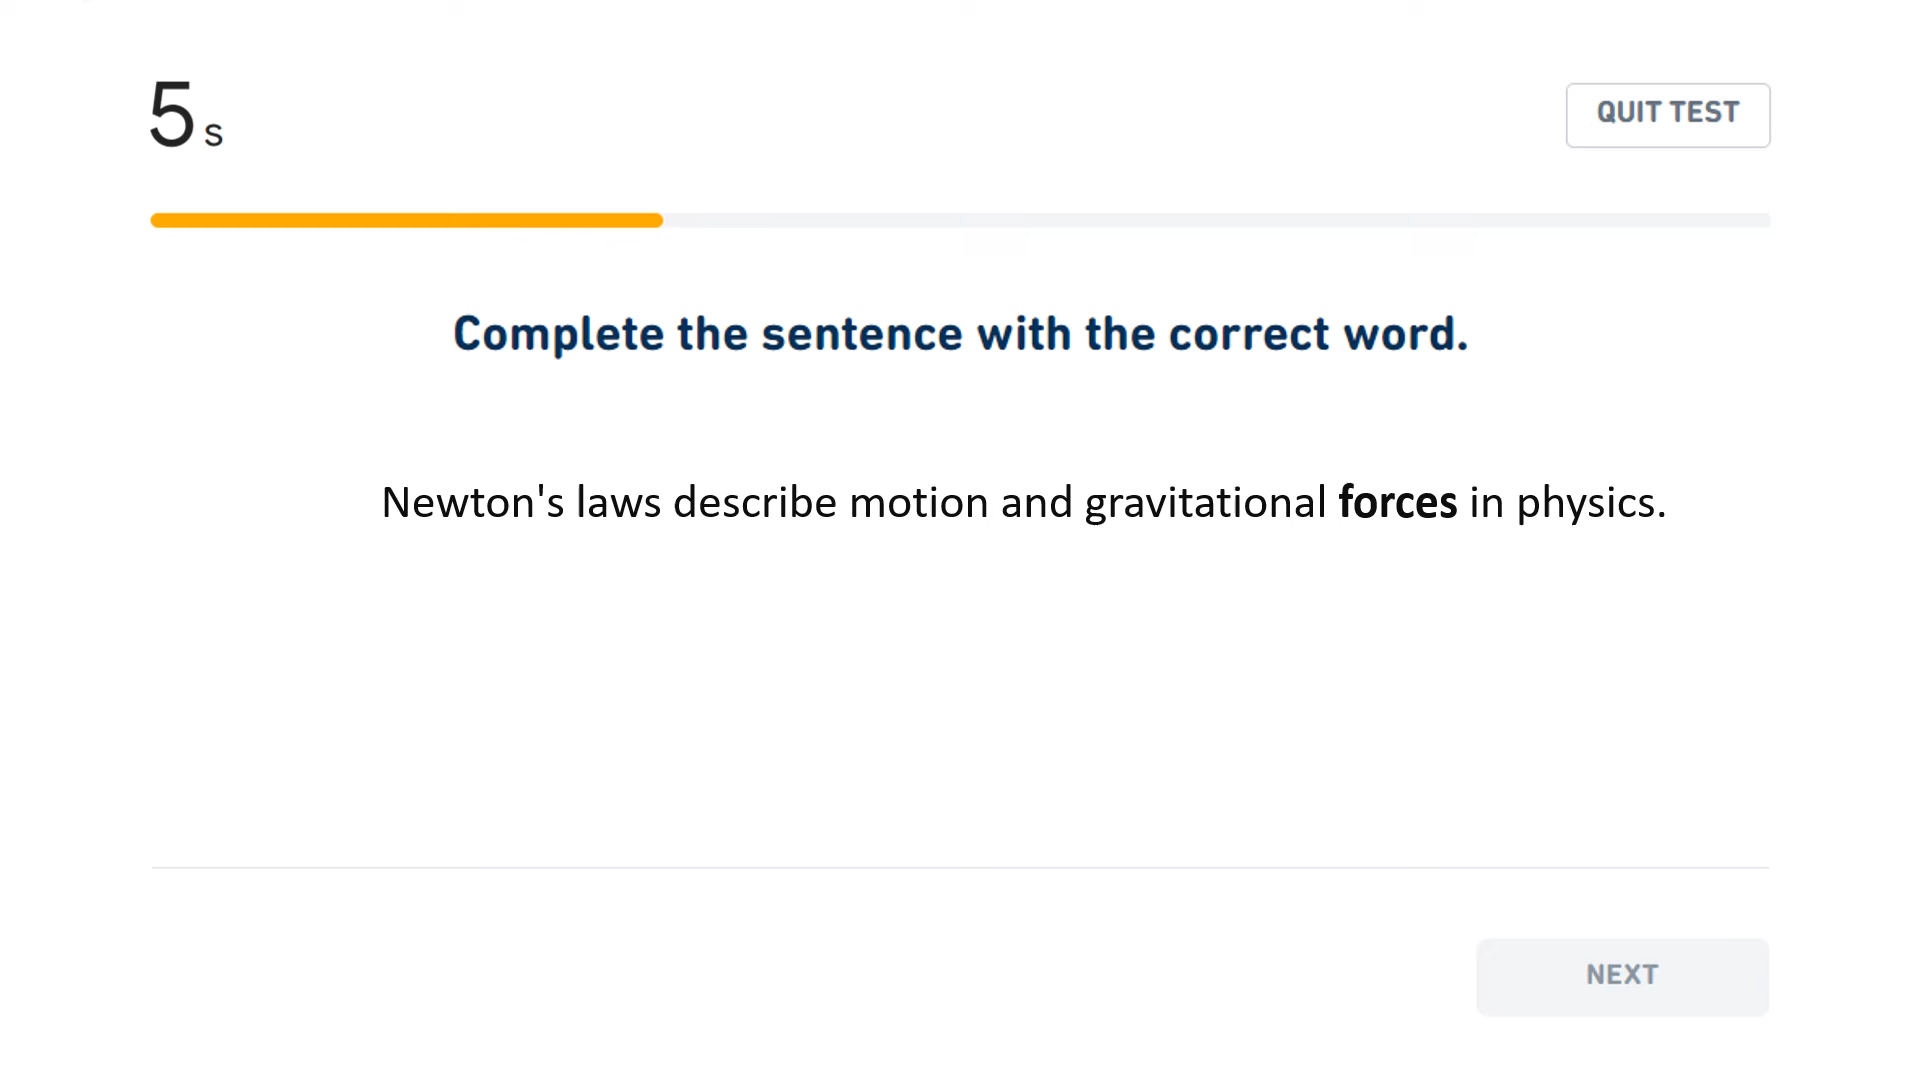 5 s
QUIT TEST
Complete the sentence with the correct word.
Newton's laws describe motion and gravitational forces in physics.
NEXT